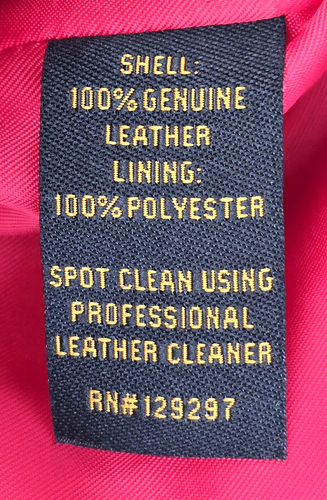 SHELL:
100% GENUINE
LEATHER
LINING:
100% POLYESTER
SPOT CLEAN USING
PROFESSIONAL
LEATHER CLEANER
RN# 129297